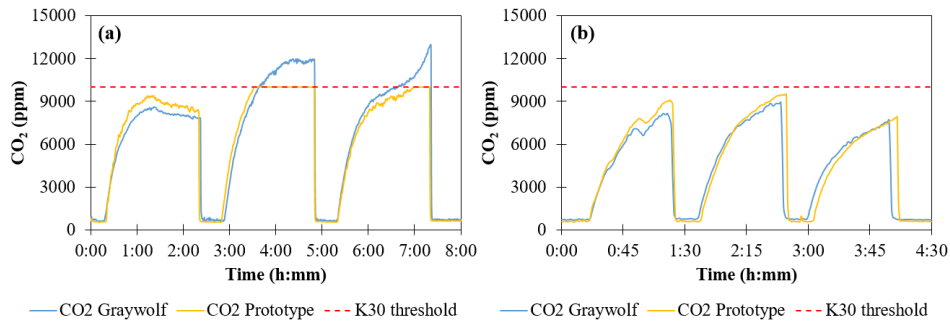 (a)
15000
12000
9000
6000
3000
0
CO₂ (ppm)
0:00 1:00 2:00 3:00 4:00 5:00 6:00 7:00 8:00
Time (h:mm)
CO2 Graywolf CO2 Prototype K30 threshold
(b)
15000
12000
9000
6000
3000
0
CO₂ (ppm)
0:00 0:45 1:30 2:15 3:00 3:45 4:30
Time (h:mm)
CO2 Graywolf CO2 Prototype K30 threshold